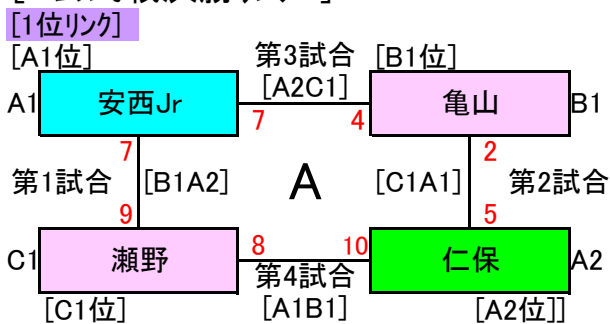 [1位リンク]
[A1位] 第3試合 [B1位]
A1 安西Jr [A2C1] 亀山 B1
7 4
7 2
第1試合 [B1A2] A [C1A1] 第2試合
9 5
C1 瀬野 8 10 仁保 A2
第4試合
[C1位] [A1B1] [A2位]]